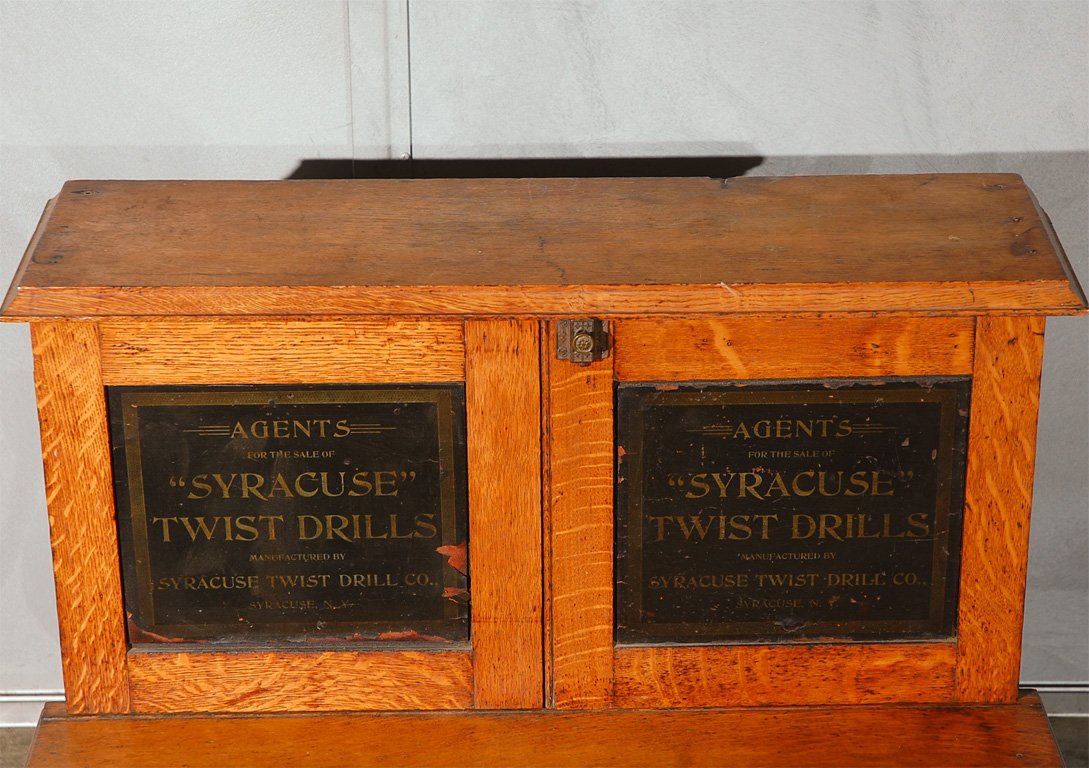 AGENTS
FOR THE SALE OF
"SYRACUSE"
TWIST DRILLS
MANUFACTURED BY
SYRACUSE TWIST DRILL CO.,
SYRACUSE, N.Y.
AGENTS
FOR THE SALE OF
"SYRACUSE"
TWIST DRILLS
MANUFACTURED BY
SYRACUSE TWIST DRILL CO.,
SYRACUSE, N.Y.